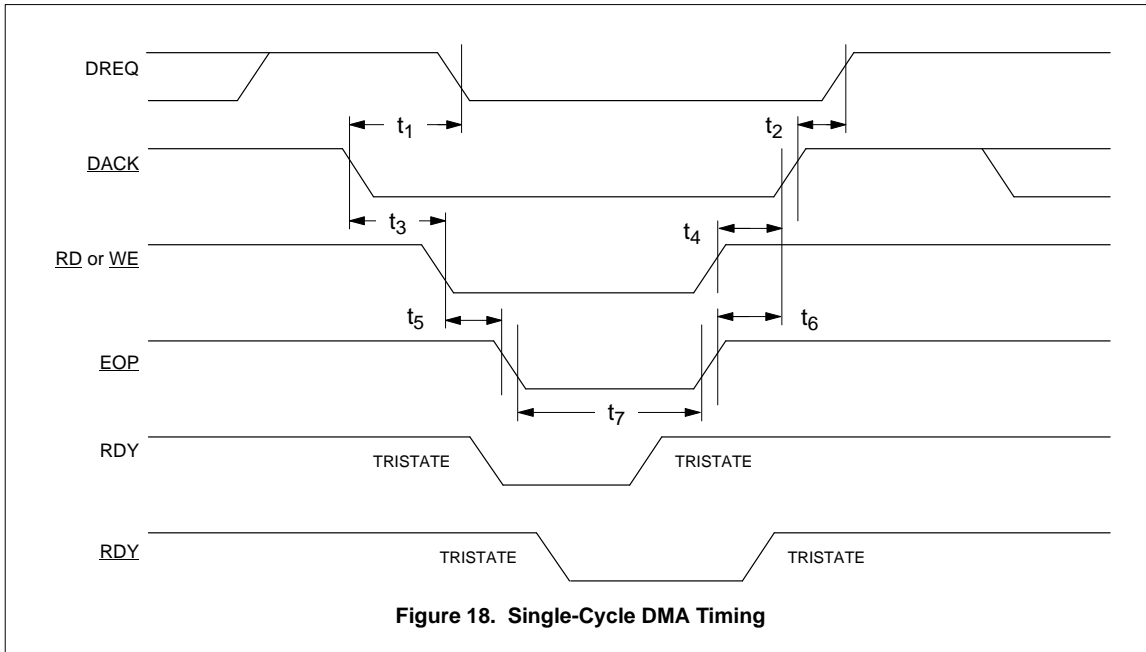 DREQ
t1
t2
DACK
t3
t4
RD or WE
t5
t6
EOP
t7
RDY
TRISTATE
TRISTATE
RDY
TRISTATE
TRISTATE
Figure 18. Single-Cycle DMA Timing